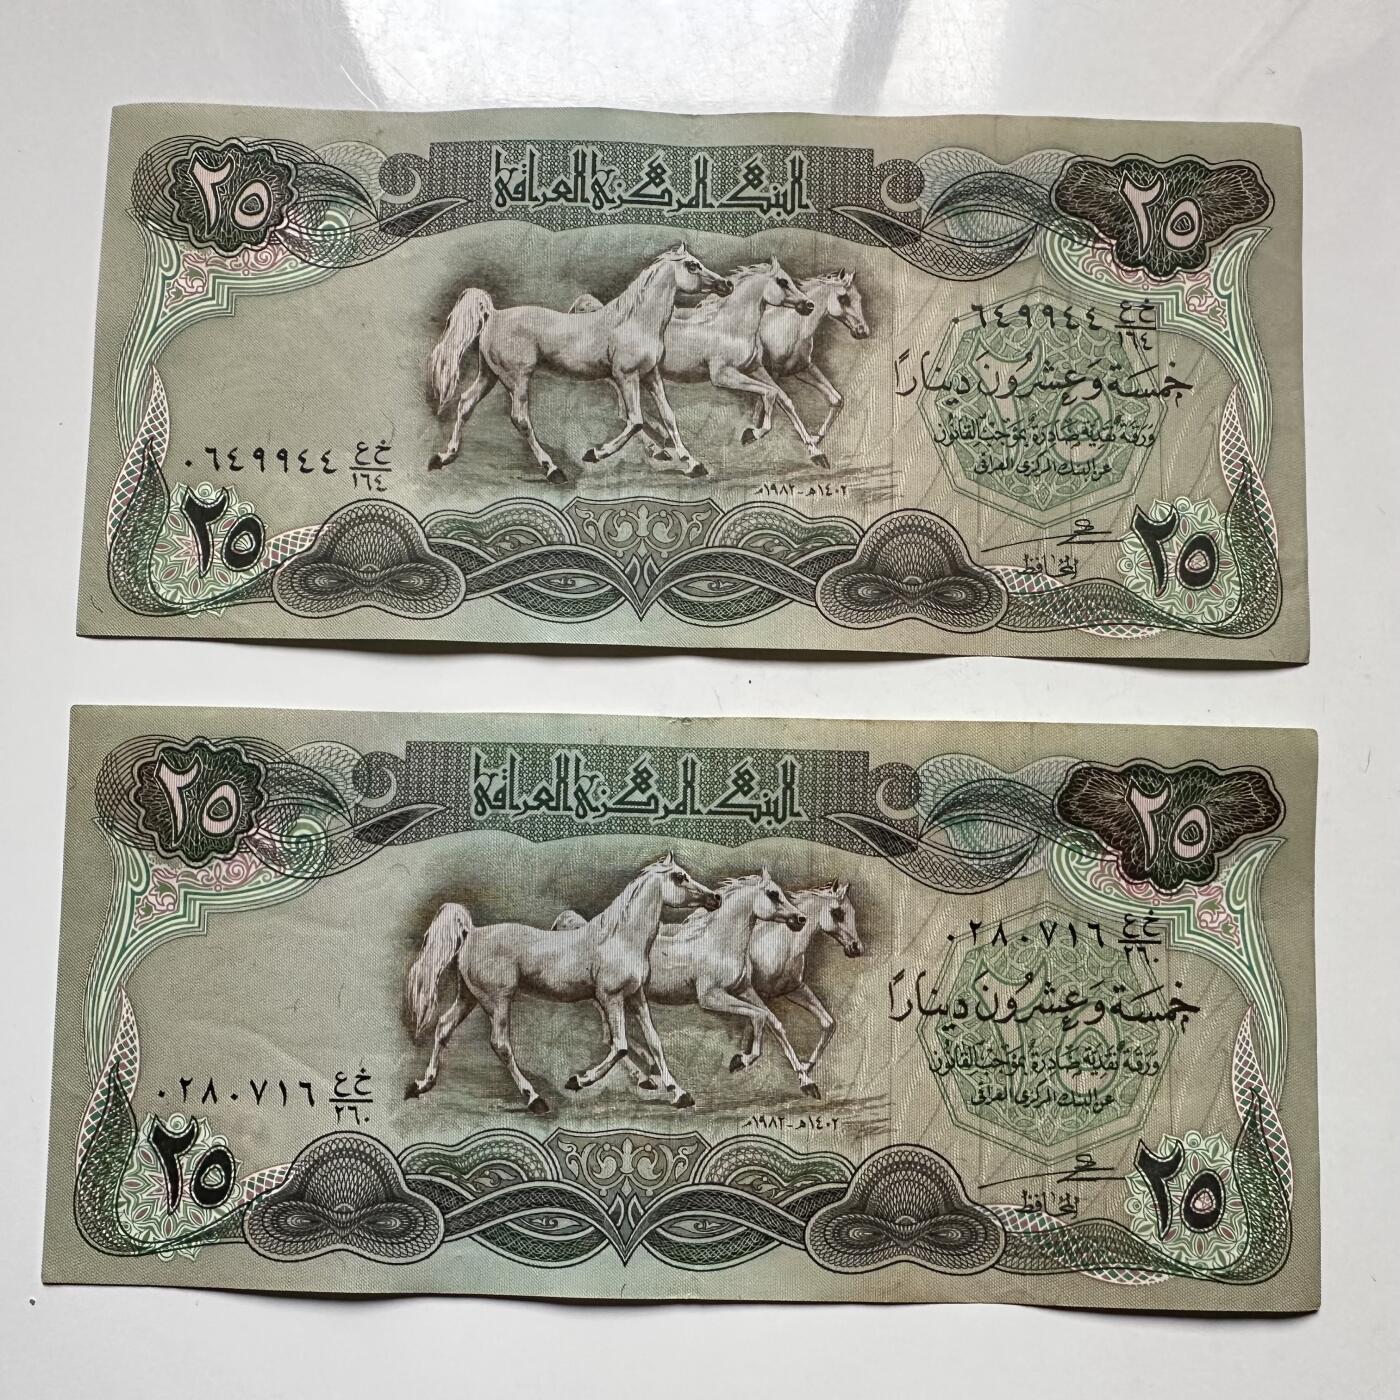 البنك المركزي العراقي
٢٥
٢٥
٠٦٤٩٩٤٤ ع خ / ١٦٤
خمسة وعشرون دينارا
ورقة نقدية صادرة بموجب القانون
عن البنك المركزي العراقي
٠٦٤٩٩٤٤ ع خ / ١٦٤
١٤٠٢هـ-١٩٨٢م
المحافظ
٢٥
٢٥
البنك المركزي العراقي
٢٥
٢٥
٠٢٨٠٧١٦ ع خ / ٢٦٠
خمسة وعشرون دينارا
ورقة نقدية صادرة بموجب القانون
عن البنك المركزي العراقي
٠٢٨٠٧١٦ ع خ / ٢٦٠
١٤٠٢هـ-١٩٨٢م
المحافظ
٢٥
٢٥